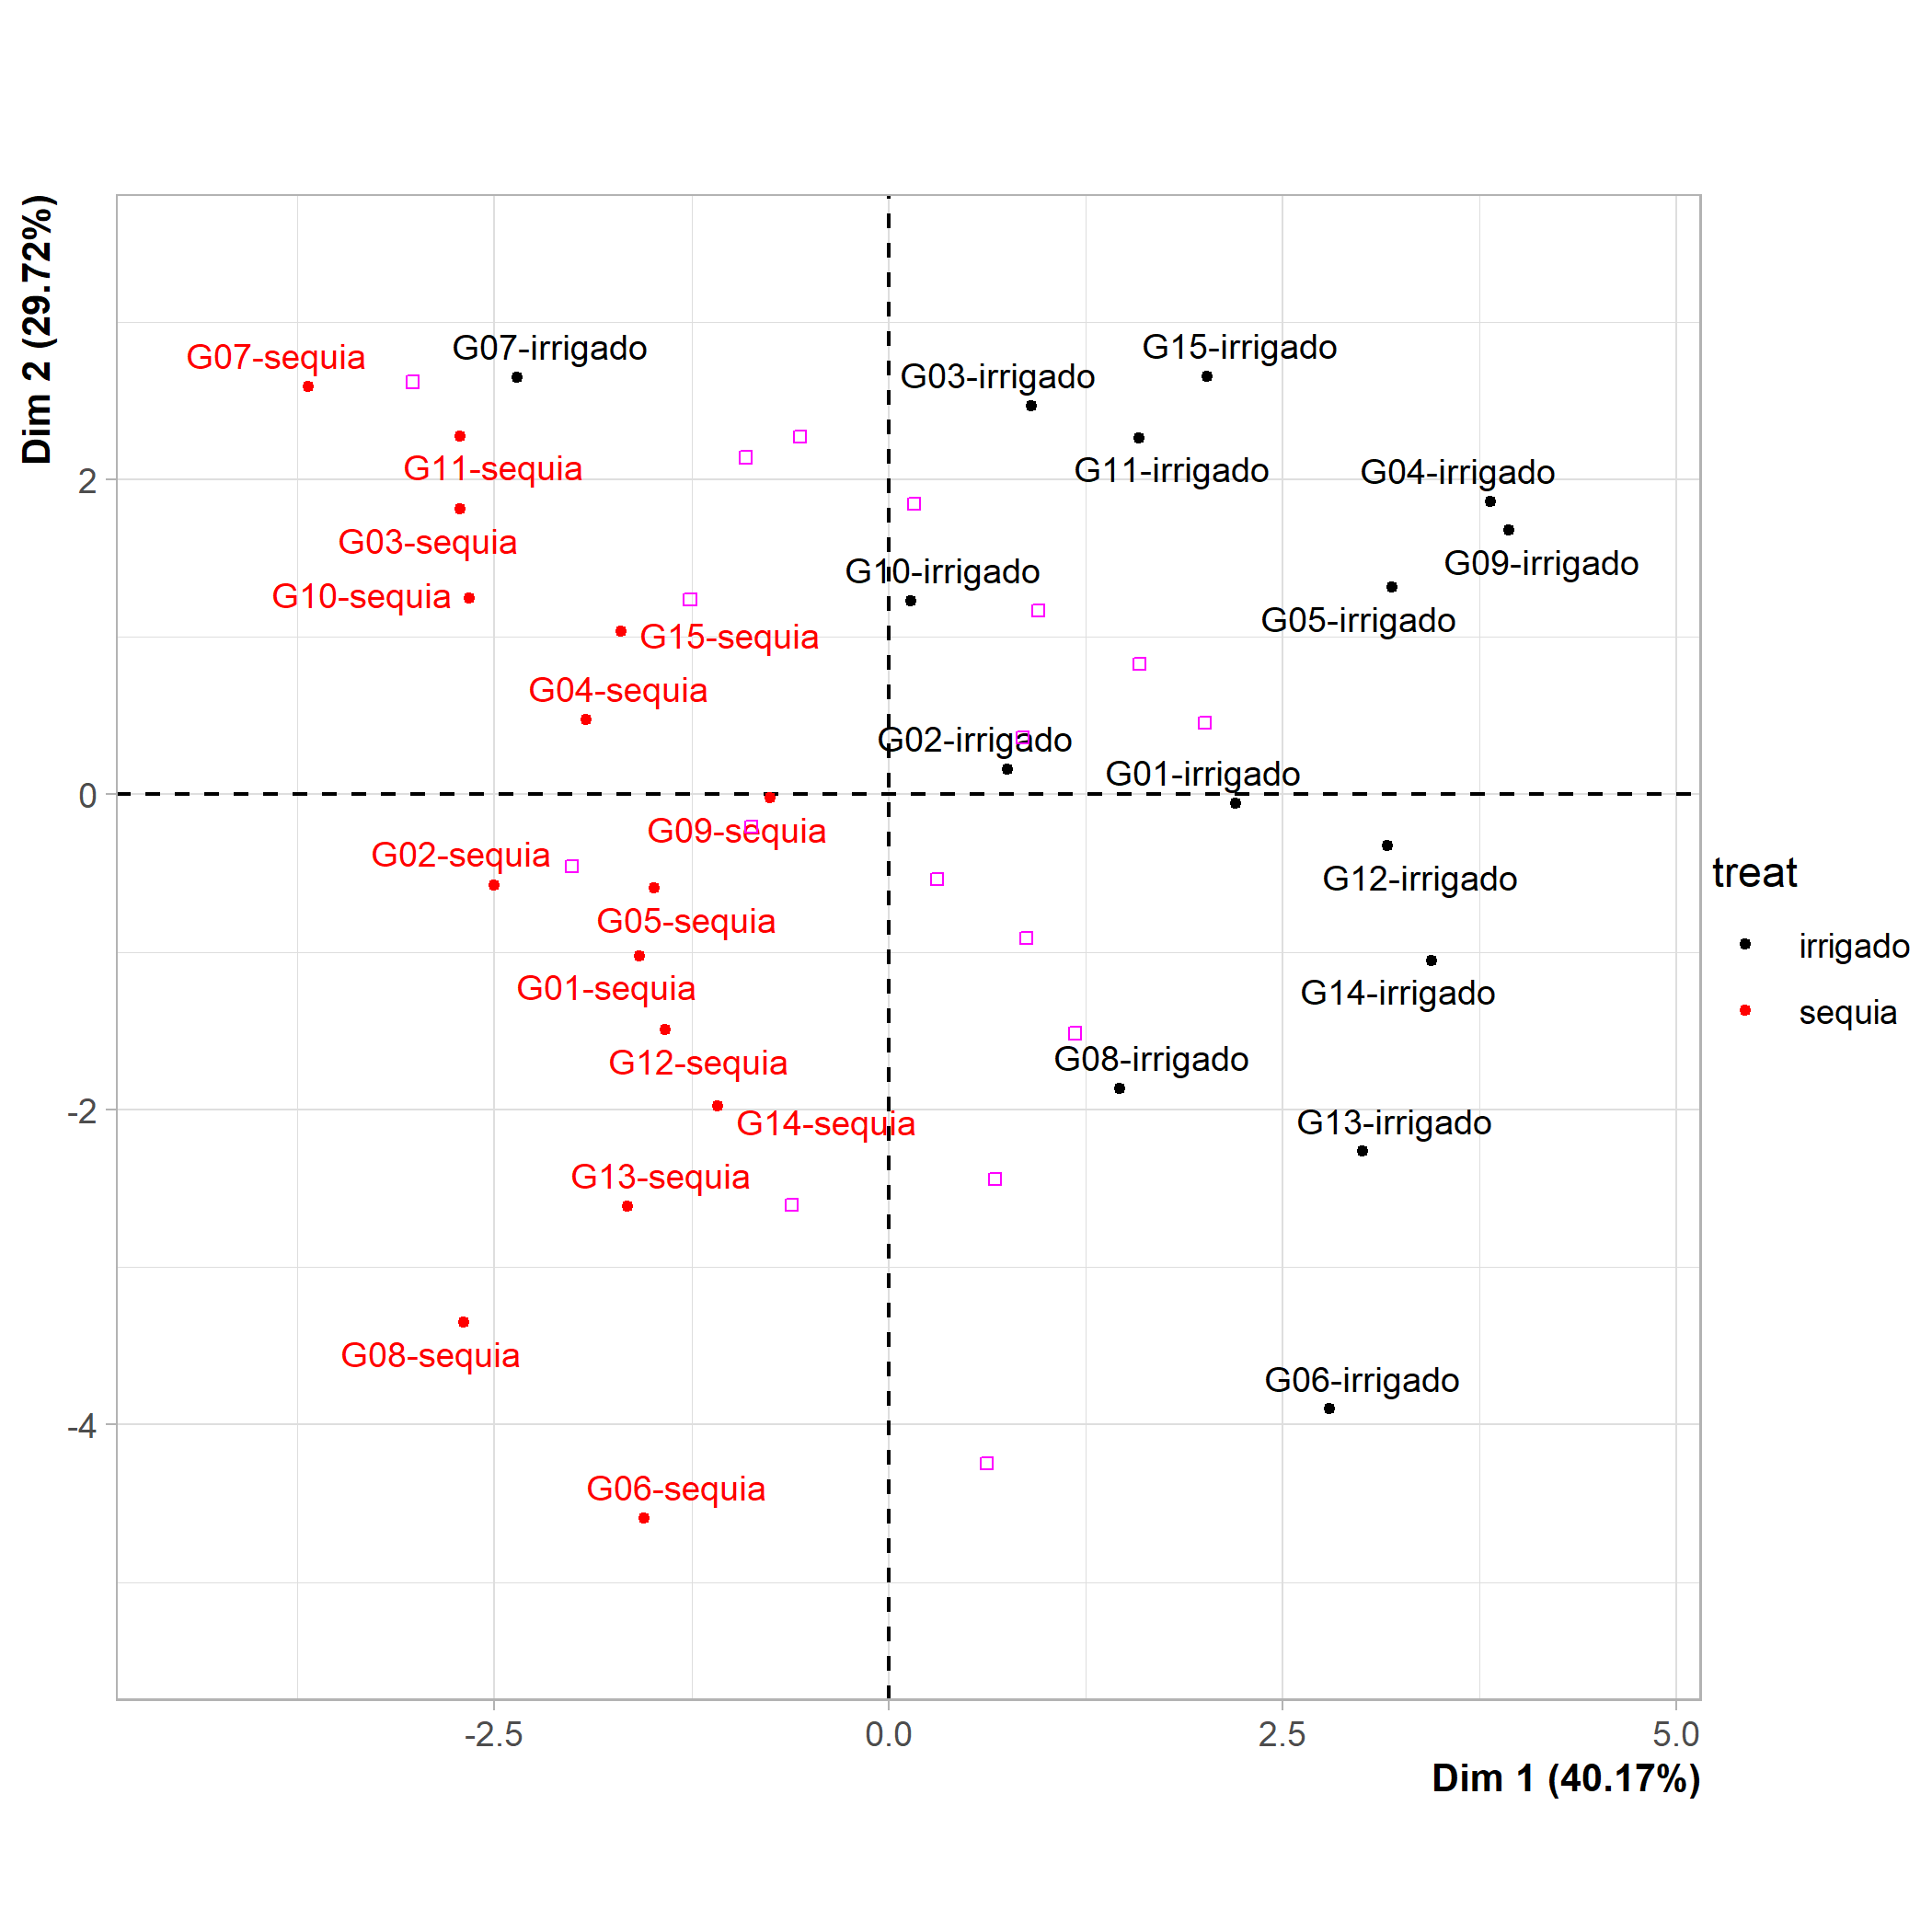 Dim 2 (29.72%)
G07-sequia
G07-irrigado
G15-irrigado
G03-irrigado
G11-sequia
G11-irrigado
G04-irrigado
2
G03-sequia
G09-irrigado
G10-irrigado
G10-sequia
G05-irrigado
G15-sequia
G04-sequia
G02-irrigado
G01-irrigado
0
G09-sequia
G02-sequia
G12-irrigado
treat
G05-sequia
irrigado
G01-sequia
G14-irrigado
sequia
G12-sequia
G08-irrigado
-2
G14-sequia
G13-irrigado
G13-sequia
G08-sequia
G06-irrigado
-4
G06-sequia
-2.5
0.0
2.5
5.0
Dim 1 (40.17%)